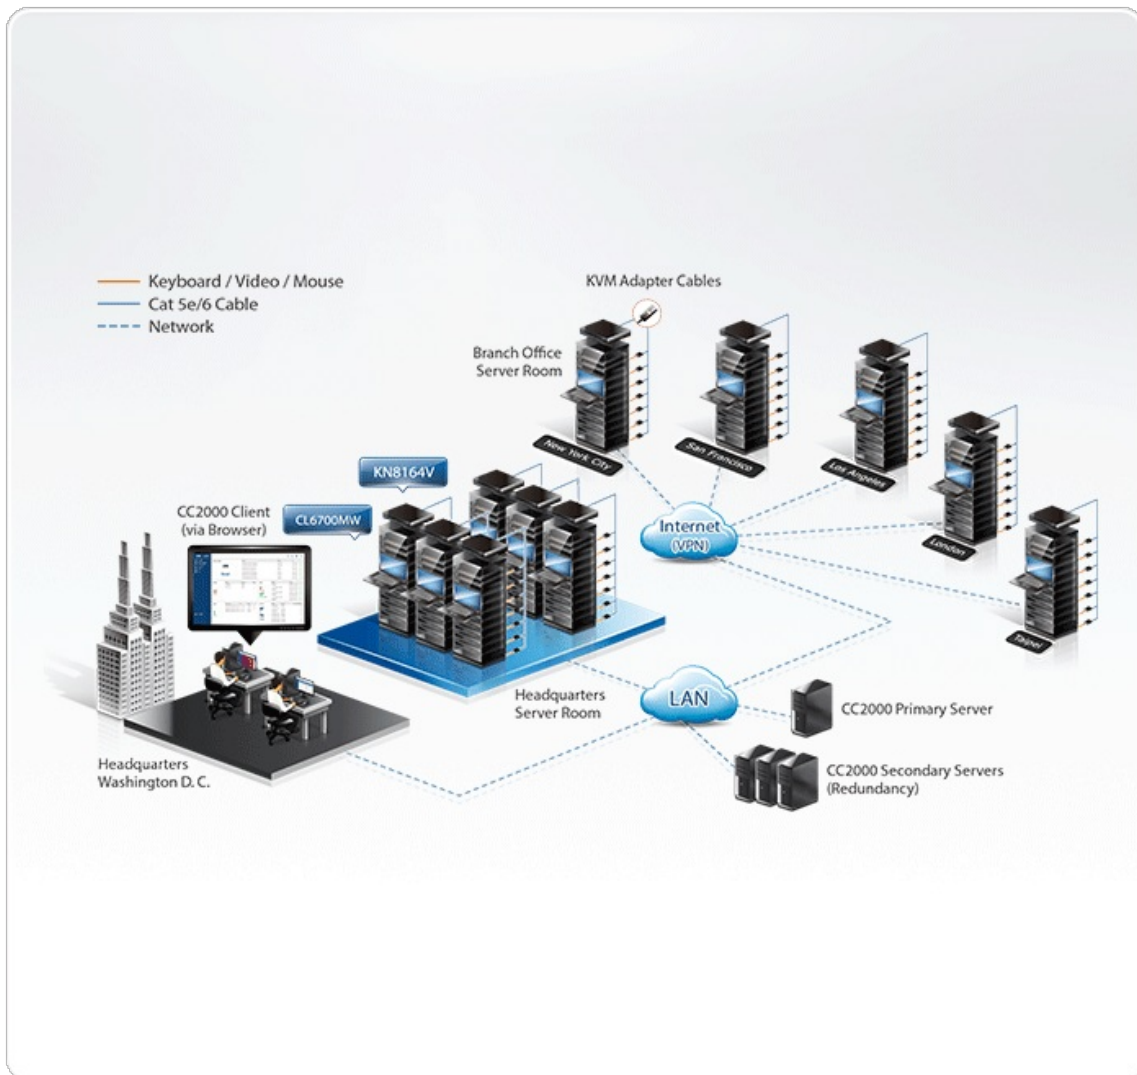 Keyboard / Video / Mouse
Cat 5e/6 Cable
Network
KVM Adapter Cables
Branch Office
Server Room
New York City
San Francisco
Los Angeles
London
Taipei
KN8164V
CL6700MW
CC2000 Client
(via Browser)
Internet
(VPN)
Headquarters
Server Room
LAN
CC2000 Primary Server
CC2000 Secondary Servers
(Redundancy)
Headquarters
Washington D. C.